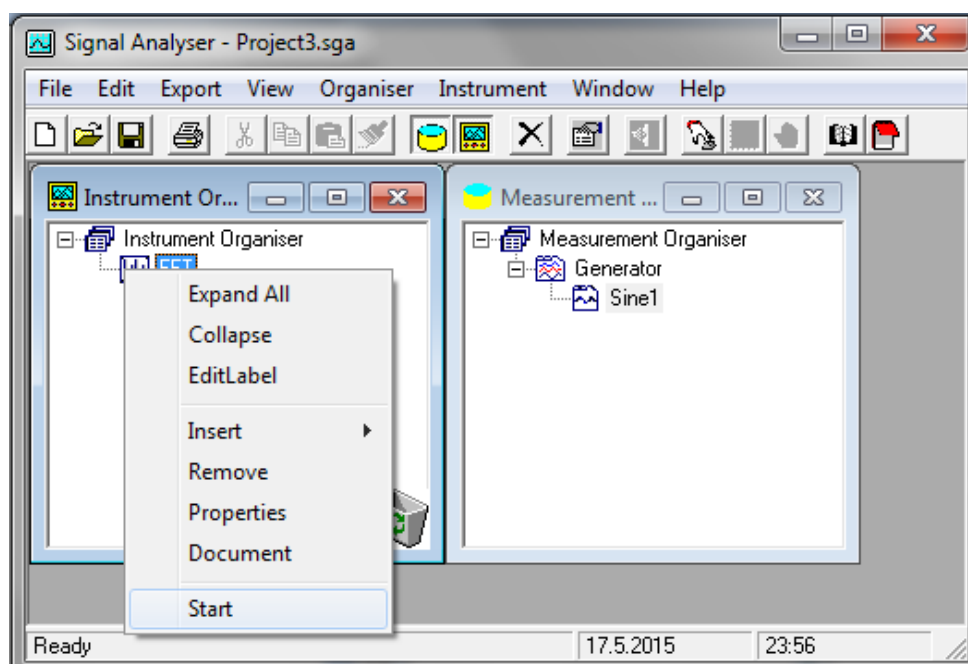 Signal Analyser - Project3.sga
File Edit Export View Organiser Instrument Window Help
Instrument Or...
Measurement ...
Instrument Organiser
Measurement Organiser
FFT
Generator
Sine1
Expand All
Collapse
EditLabel
Insert
Remove
Properties
Document
Start
Ready 17.5.2015 23:56